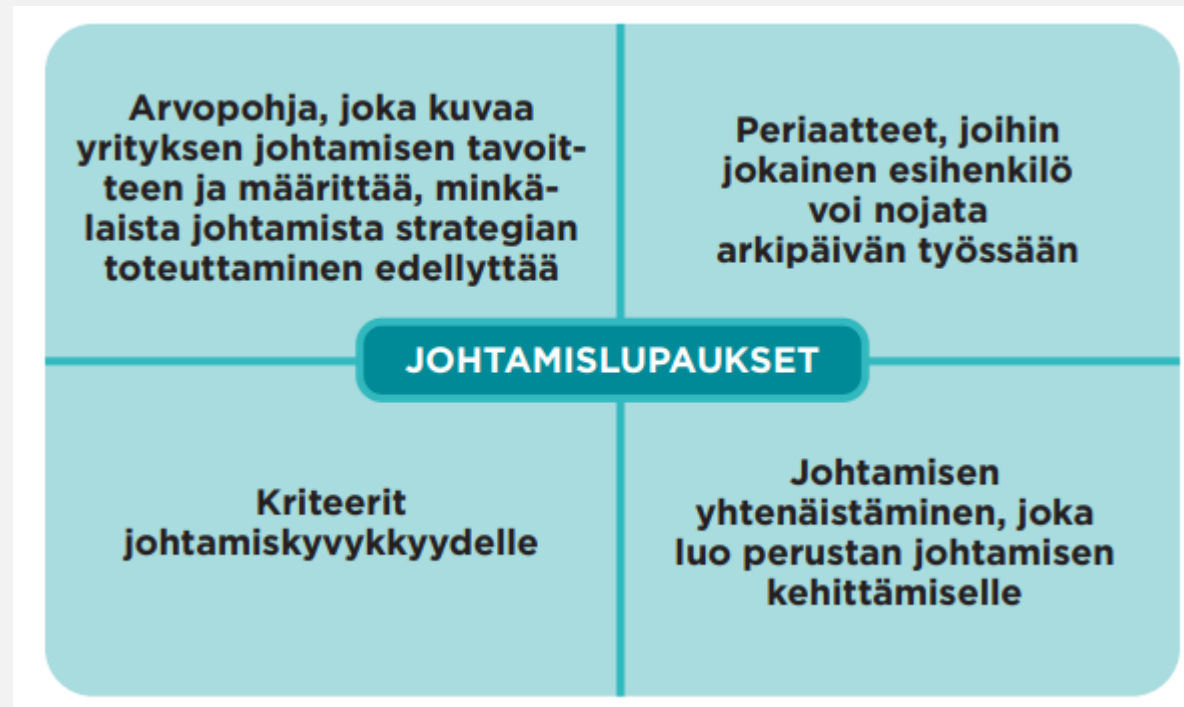 Arvopohja, joka kuvaa
yrityksen johtamisen tavoit-
teen ja määrittää, minkä-
laista johtamista strategian
toteuttaminen edellyttää
Periaatteet, joihin
jokainen esihenkilö
voi nojata
arkipäivän työssään
JOHTAMISLUPAUKSET
Kriteerit
johtamiskyvykkyydelle
Johtamisen
yhtenäistäminen, joka
luo perustan johtamisen
kehittämiselle